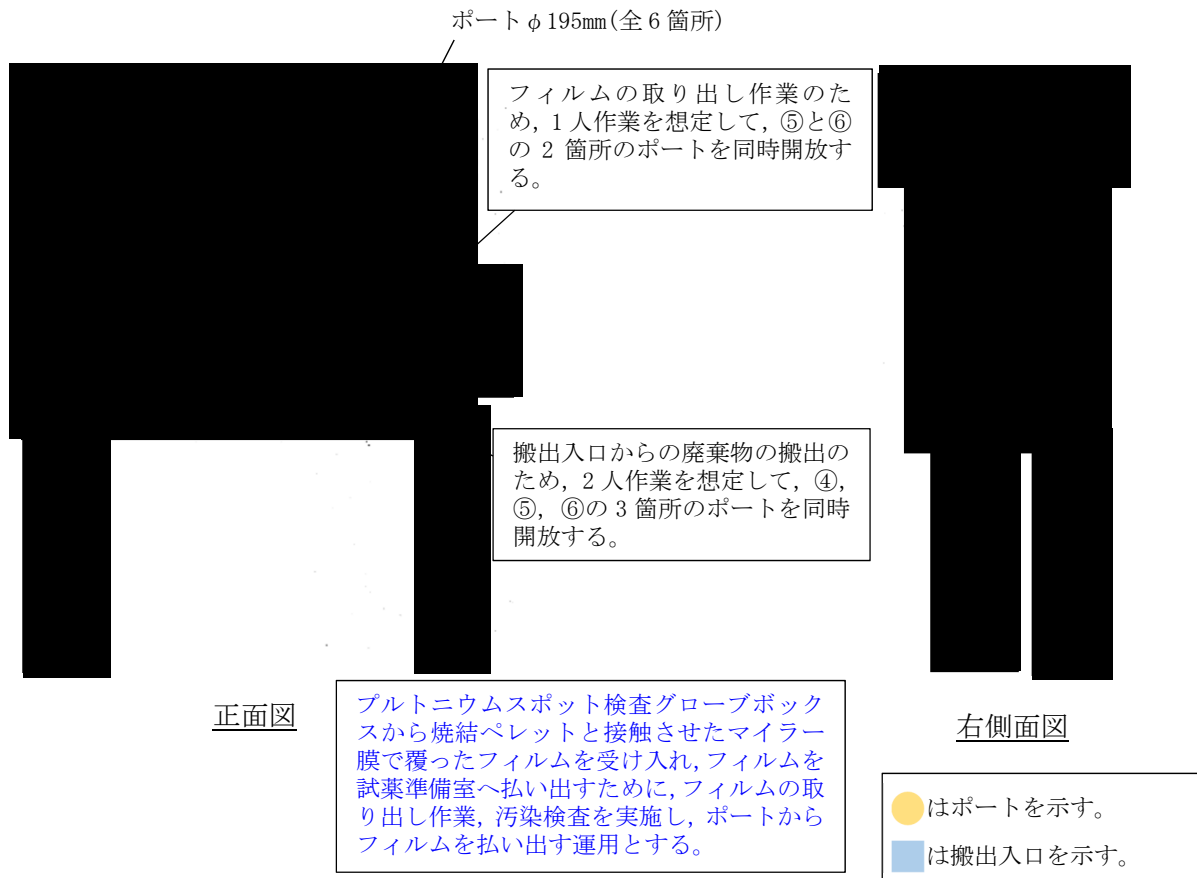 ポートφ195mm(全6箇所)
フィルムの取り出し作業のた
め, 1人作業を想定して, ⑤と⑥
の2箇所のポートを同時開放す
る。
搬出入口からの廃棄物の搬出の
ため, 2人作業を想定して, ④,
⑤, ⑥の3箇所のポートを同時
開放する。
正面図
プルトニウムスポット検査グローブボック
スから焼結ペレットと接触させたマイラー
膜で覆ったフィルムを受け入れ, フィルムを
試薬準備室へ払い出すために, フィルムの取
り出し作業, 汚染検査を実施し, ポートから
フィルムを払い出す運用とする。
右側面図
はポートを示す。
は搬出入口を示す。